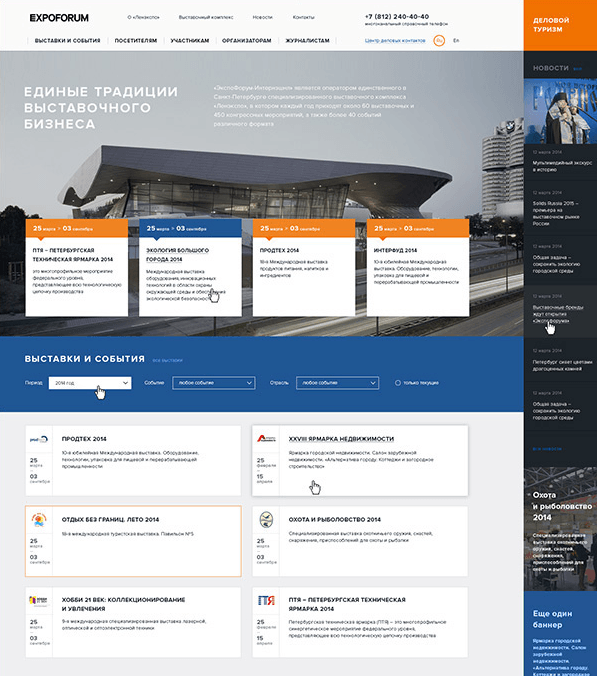 EXPOFORUM
О «Ленэкспо»
Выставочный комплекс
Новости
Контакты
+7 (812) 240-40-40
многоканальный справочный телефон
ВЫСТАВКИ И СОБЫТИЯ
ПОСЕТИТЕЛЯМ
УЧАСТНИКАМ
ОРГАНИЗАТОРАМ
ЖУРНАЛИСТАМ
Центр деловых контактов
Ru
En
ДЕЛОВОЙ
ТУРИЗМ
ЕДИНЫЕ ТРАДИЦИИ
ВЫСТАВОЧНОГО
БИЗНЕСА
«ЭкспоФорум-Интернэшнл» является оператором единственного в
Санкт-Петербурге специализированного выставочного комплекса
«Ленэкспо», в котором каждый год проходят около 60 выставочных и
450 конгрессных мероприятий, а также более 40 событий
различного формата
25 марта > 03 сентября
ПТЯ – ПЕТЕРБУРГСКАЯ
ТЕХНИЧЕСКАЯ ЯРМАРКА 2014
это многопрофильное мероприятие
федерального уровня,
представляющее всю технологическую
цепочку производства
25 марта > 03 сентября
ЭКОЛОГИЯ БОЛЬШОГО
ГОРОДА 2014
Международная выставка
оборудования, инновационных
технологий в области охраны
окружающей среды и обеспечения
экологической безопасности
25 марта > 03 сентября
ПРОДТЕХ 2014
18-я Международная выставка
продуктов питания, напитков и
ингредиентов
25 марта > 03 сентября
ИНТЕРФУД 2014
10-я юбилейная Международная
выставка. Оборудование, технологии,
упаковка для пищевой и
перерабатывающей промышленности
НОВОСТИ
все
12 марта 2014
Мультимедийный экскурс
в историю
12 марта 2014
Solids Russia 2015 –
премьера на
выставочном рынке
России
12 марта 2014
Общая задача –
сохранить экологию
городской среды
12 марта 2014
Выставочные бренды
ждут открытия
«Экспофорума»
12 марта 2014
Петербург сияет цветами
драгоценных камней
12 марта 2014
Общая задача –
сохранить экологию
городской среды
все новости
Охота
и рыболовство
2014
Специализированная
выставка охотничьего
оружия, снастей,
снаряжения,
приспособлений для
охоты и рыбалки
Еще один
баннер
Ярмарка городской
недвижимости. Салон
зарубежной
недвижимости.
«Альтернатива городу.
Коттеджи и загородное
ВЫСТАВКИ И СОБЫТИЯ
все выставки
Период
2014 год
Событие
любое событие
Отрасль
любое событие
только текущие
25
марта
03
сентября
ПРОДТЕХ 2014
10-я юбилейная Международная выставка. Оборудование,
технологии, упаковка для пищевой и перерабатывающей
промышленности
25
февраля
15
апреля
XXVIII ЯРМАРКА НЕДВИЖИМОСТИ
Ярмарка городской недвижимости. Салон зарубежной
недвижимости. «Альтернатива городу. Коттеджи и загородное
строительство»
25
марта
03
сентября
ОТДЫХ БЕЗ ГРАНИЦ. ЛЕТО 2014
18-я международная туристская выставка. Павильон №5
25
марта
ОХОТА И РЫБОЛОВСТВО 2014
Специализированная выставка охотничьего оружия, снастей,
снаряжения, приспособлений для охоты и рыбалки
25
марта
03
сентября
ХОББИ 21 ВЕК: КОЛЛЕКЦИОНИРОВАНИЕ
И УВЛЕЧЕНИЯ
9-я международная специализированная выставка лазерной,
оптической и оптоэлектронной техники
ПТЯ
25
февраля
15
апреля
ПТЯ – ПЕТЕРБУРГСКАЯ ТЕХНИЧЕСКАЯ
ЯРМАРКА 2014
Петербургская техническая ярмарка (ПТЯ) – это многопрофильное
синергетическое мероприятие федерального уровня,
представляющее всю технологическую цепочку производства